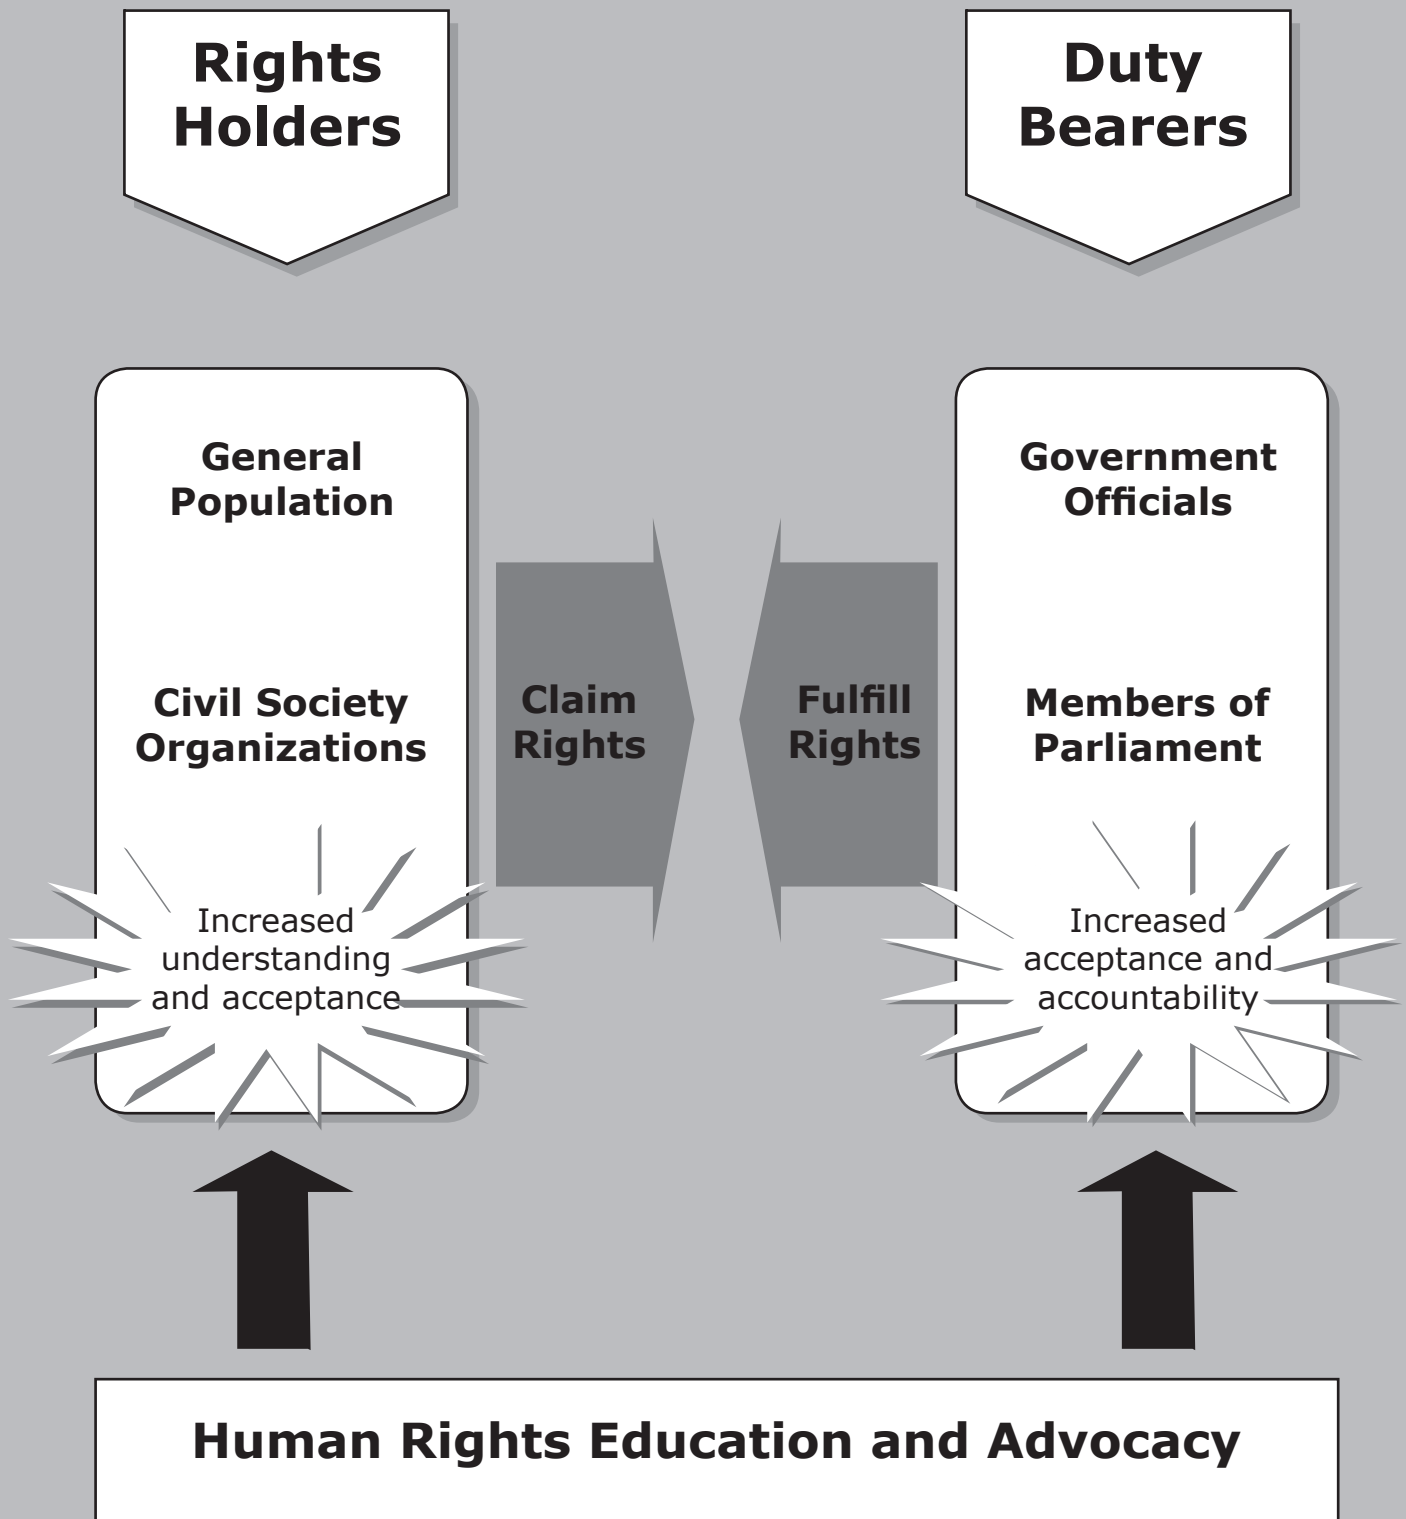 Rights
Holders
Duty
Bearers
General
Population
Civil Society
Organizations
Increased
understanding
and acceptance
Claim
Rights
Fulfill
Rights
Government
Officials
Members of
Parliament
Increased
acceptance and
accountability
Human Rights Education and Advocacy